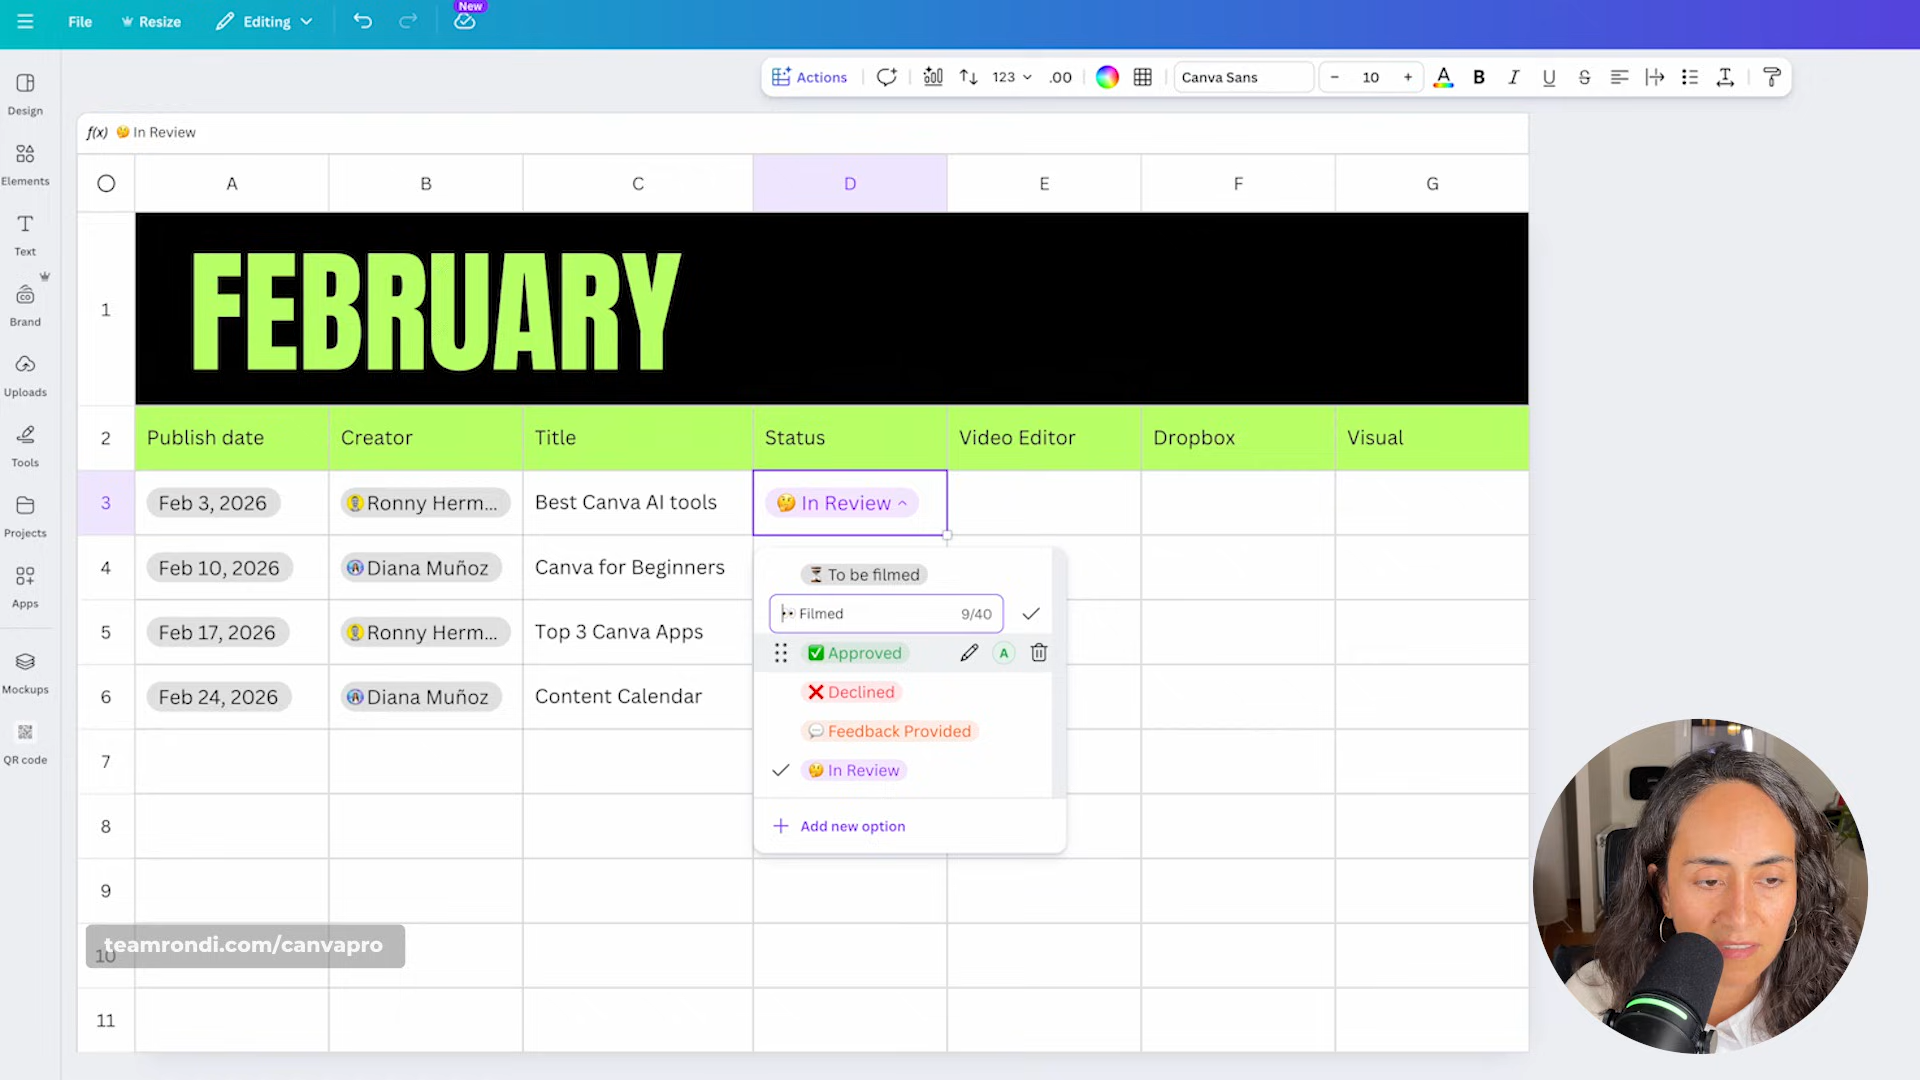 New
File
Resize
Editing
Actions
123
.00
Canva Sans
– 10 +
A
B
I
U
S
Design
Elements
Text
Brand
Uploads
Tools
Projects
Apps
Mockups
QR code
f(x) 🤔 In Review
A B C D E F G
1 FEBRUARY
2 Publish date Creator Title Status Video Editor Dropbox Visual
3 Feb 3, 2026 Ronny Herm... Best Canva AI tools 🤔 In Review
4 Feb 10, 2026 Diana Muñoz Canva for Beginners
5 Feb 17, 2026 Ronny Herm... Top 3 Canva Apps
6 Feb 24, 2026 Diana Muñoz Content Calendar
⏳ To be filmed
👀 Filmed 9/40
✅ Approved A
❌ Declined
💬 Feedback Provided
🤔 In Review
+ Add new option
7
8
9
10
teamrondi.com/canvapro
11